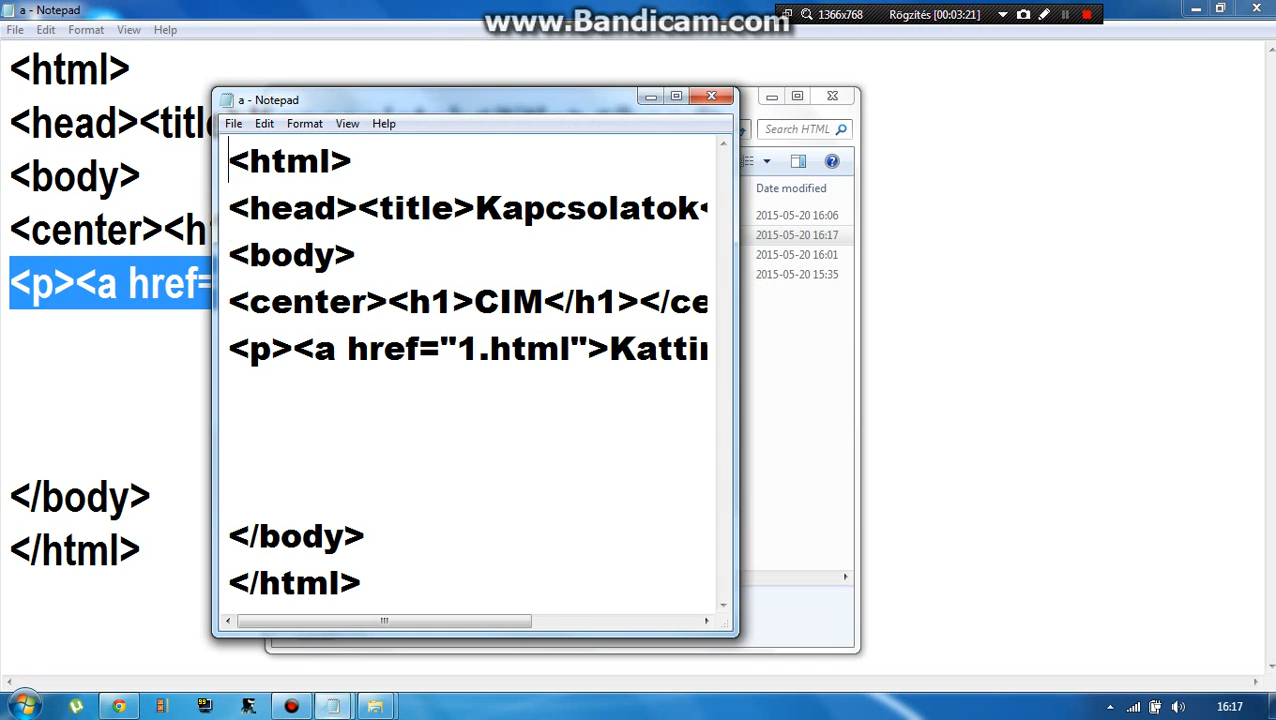 a - Notepad
www.Bandicam.com
1366x768
Rögzítés [00:03:21]
File Edit Format View Help
<html>
<head><title
<body>
<center><h
<p><a href=
</body>
</html>
a - Notepad
File Edit Format View Help
<html>
<head><title>Kapcsolatok<
<body>
<center><h1>CIM</h1></ce
<p><a href="1.html">Kattin
</body>
</html>
Search HTML
Date modified
2015-05-20 16:06
2015-05-20 16:17
2015-05-20 16:01
2015-05-20 15:35
99
16:17